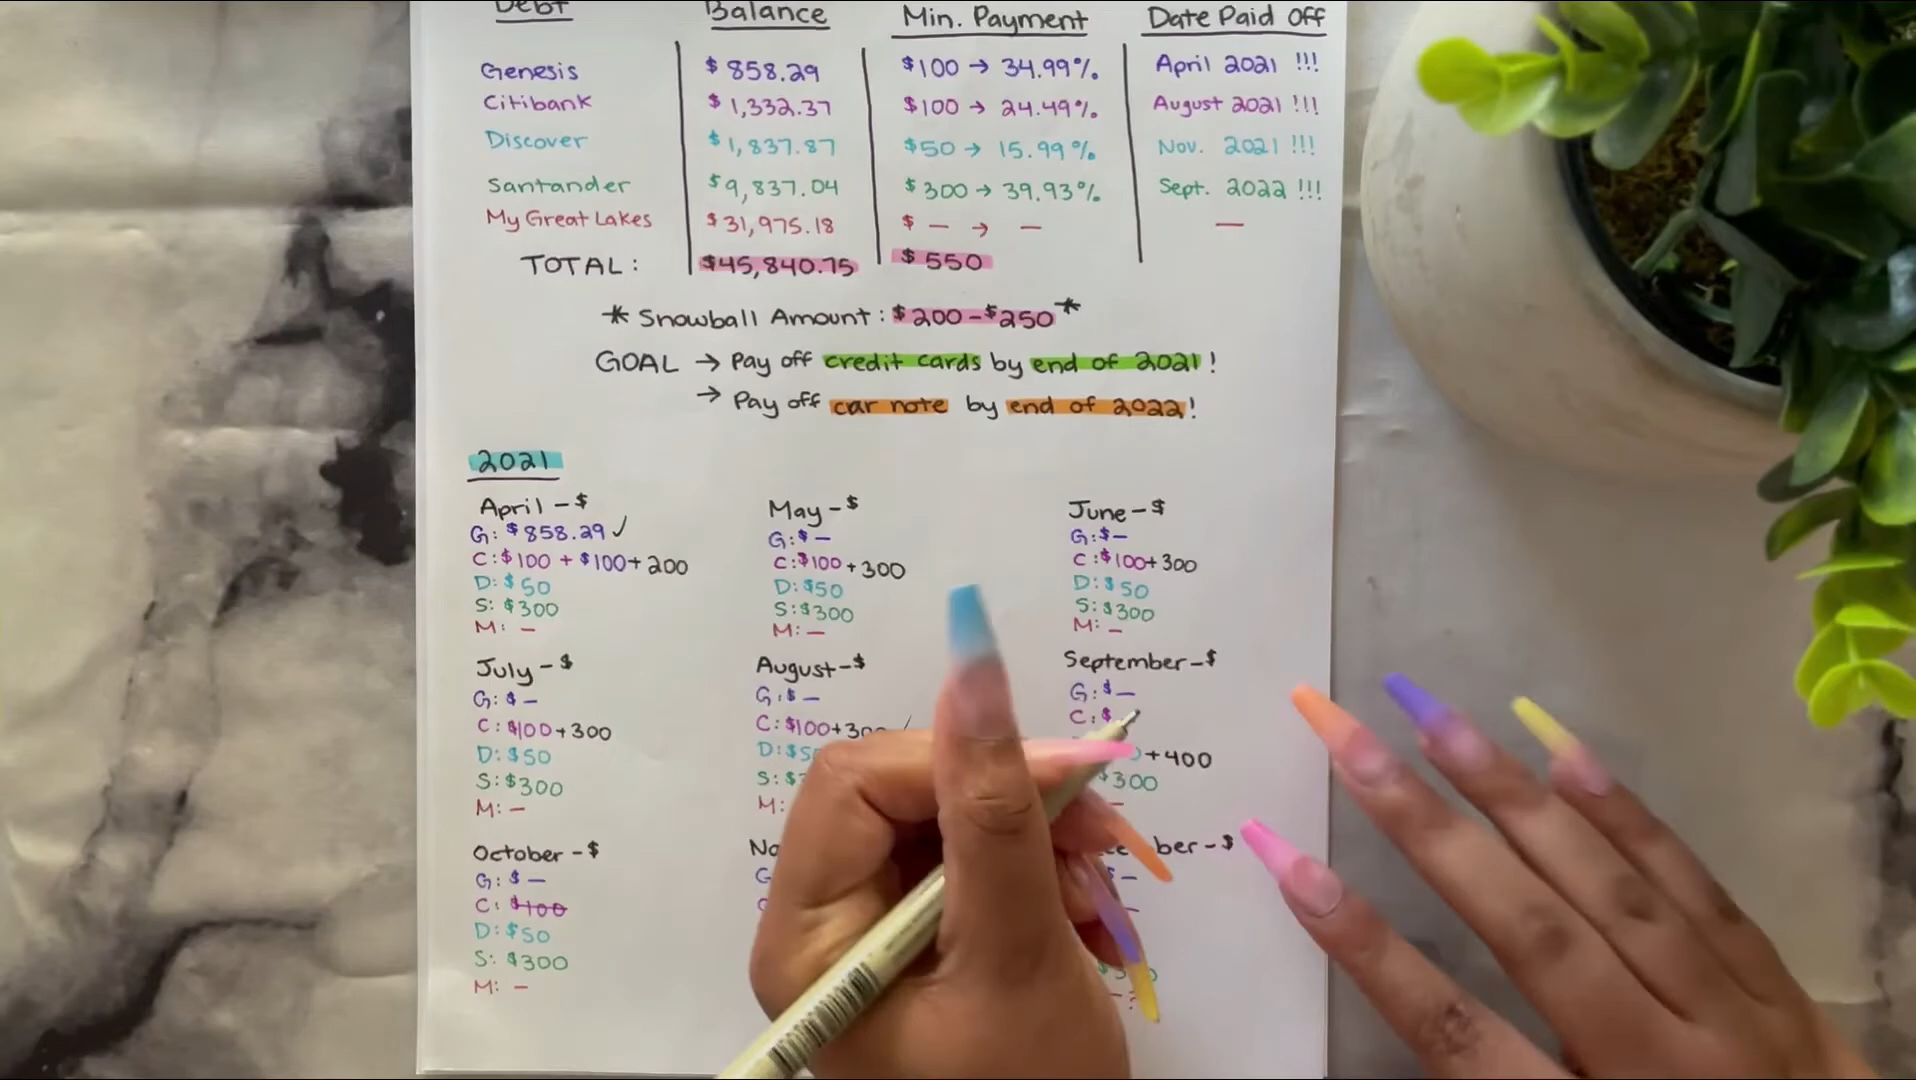 Debt Balance Min. Payment Date Paid Off
Genesis $858.29 $100 → 34.99% April 2021 !!!
Citibank $1,332.37 $100 → 24.49% August 2021 !!!
Discover $1,837.87 $50 → 15.99% Nov. 2021 !!!
Santander $9,837.04 $300 → 39.93% Sept. 2022 !!!
My Great Lakes $31,975.18 $ — → — —
TOTAL: $45,840.75 $550
* Snowball Amount: $200-$250*
GOAL → Pay off credit cards by end of 2021!
→ Pay off car note by end of 2022!
2021
April - $
G: $858.29 ✓
C: $100 + $100 + 200
D: $50
S: $300
M: -
May - $
G: $ —
C: $100 + 300
D: $50
S: $300
M: —
June - $
G: $ —
C: $100 + 300
D: $50
S: $300
M: -
July - $
G: $ -
C: $100 + 300
D: $50
S: $300
M: -
August - $
G: $ —
C: $100 + 300
D:
S:
M:
September - $
G: $ —
C: $
+ 400
$300
-
October - $
G: $ —
C: $100
D: $50
S: $300
M: -
G
ber - $